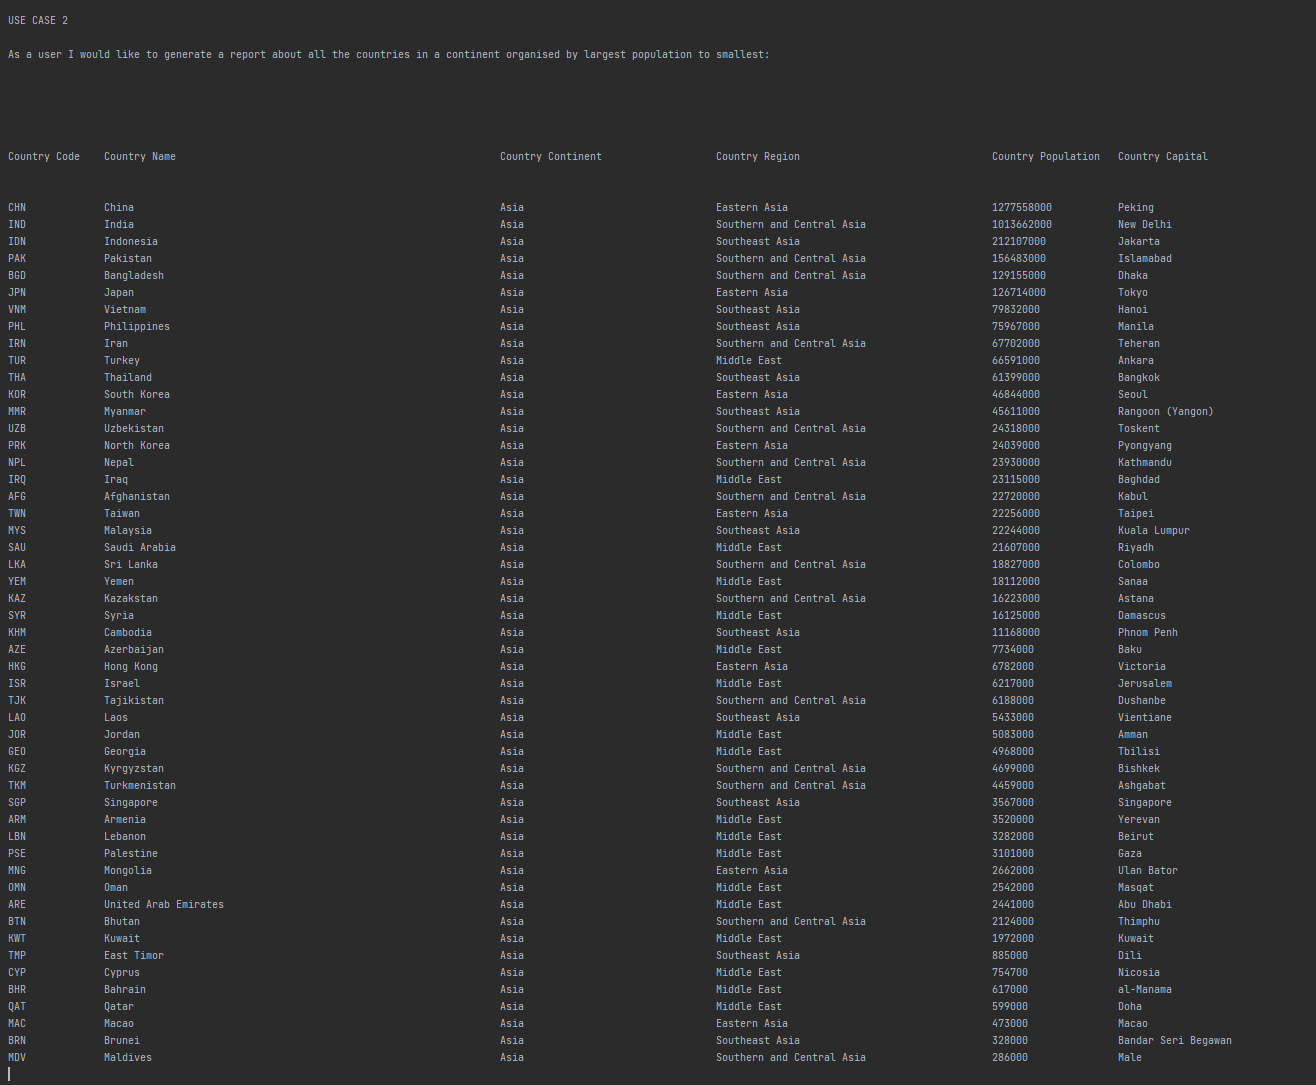 USE CASE 2
As a user I would like to generate a report about all the countries in a continent organised by largest population to smallest:
Country Code Country Name Country Continent Country Region Country Population Country Capital
CHN China Asia Eastern Asia 1277558000 Peking
IND India Asia Southern and Central Asia 1013662000 New Delhi
IDN Indonesia Asia Southeast Asia 212107000 Jakarta
PAK Pakistan Asia Southern and Central Asia 156483000 Islamabad
BGD Bangladesh Asia Southern and Central Asia 129155000 Dhaka
JPN Japan Asia Eastern Asia 126714000 Tokyo
VNM Vietnam Asia Southeast Asia 79832000 Hanoi
PHL Philippines Asia Southeast Asia 75967000 Manila
IRN Iran Asia Southern and Central Asia 67702000 Teheran
TUR Turkey Asia Middle East 66591000 Ankara
THA Thailand Asia Southeast Asia 61399000 Bangkok
KOR South Korea Asia Eastern Asia 46844000 Seoul
MMR Myanmar Asia Southeast Asia 45611000 Rangoon (Yangon)
UZB Uzbekistan Asia Southern and Central Asia 24318000 Toskent
PRK North Korea Asia Eastern Asia 24039000 Pyongyang
NPL Nepal Asia Southern and Central Asia 23930000 Kathmandu
IRQ Iraq Asia Middle East 23115000 Baghdad
AFG Afghanistan Asia Southern and Central Asia 22720000 Kabul
TWN Taiwan Asia Eastern Asia 22256000 Taipei
MYS Malaysia Asia Southeast Asia 22244000 Kuala Lumpur
SAU Saudi Arabia Asia Middle East 21607000 Riyadh
LKA Sri Lanka Asia Southern and Central Asia 18827000 Colombo
YEM Yemen Asia Middle East 18112000 Sanaa
KAZ Kazakstan Asia Southern and Central Asia 16223000 Astana
SYR Syria Asia Middle East 16125000 Damascus
KHM Cambodia Asia Southeast Asia 11168000 Phnom Penh
AZE Azerbaijan Asia Middle East 7734000 Baku
HKG Hong Kong Asia Eastern Asia 6782000 Victoria
ISR Israel Asia Middle East 6217000 Jerusalem
TJK Tajikistan Asia Southern and Central Asia 6188000 Dushanbe
LAO Laos Asia Southeast Asia 5433000 Vientiane
JOR Jordan Asia Middle East 5083000 Amman
GEO Georgia Asia Middle East 4968000 Tbilisi
KGZ Kyrgyzstan Asia Southern and Central Asia 4699000 Bishkek
TKM Turkmenistan Asia Southern and Central Asia 4459000 Ashgabat
SGP Singapore Asia Southeast Asia 3567000 Singapore
ARM Armenia Asia Middle East 3520000 Yerevan
LBN Lebanon Asia Middle East 3282000 Beirut
PSE Palestine Asia Middle East 3101000 Gaza
MNG Mongolia Asia Eastern Asia 2662000 Ulan Bator
OMN Oman Asia Middle East 2542000 Masqat
ARE United Arab Emirates Asia Middle East 2441000 Abu Dhabi
BTN Bhutan Asia Southern and Central Asia 2124000 Thimphu
KWT Kuwait Asia Middle East 1972000 Kuwait
TMP East Timor Asia Southeast Asia 885000 Dili
CYP Cyprus Asia Middle East 754700 Nicosia
BHR Bahrain Asia Middle East 617000 al-Manama
QAT Qatar Asia Middle East 599000 Doha
MAC Macao Asia Eastern Asia 473000 Macao
BRN Brunei Asia Southeast Asia 328000 Bandar Seri Begawan
MDV Maldives Asia Southern and Central Asia 286000 Male